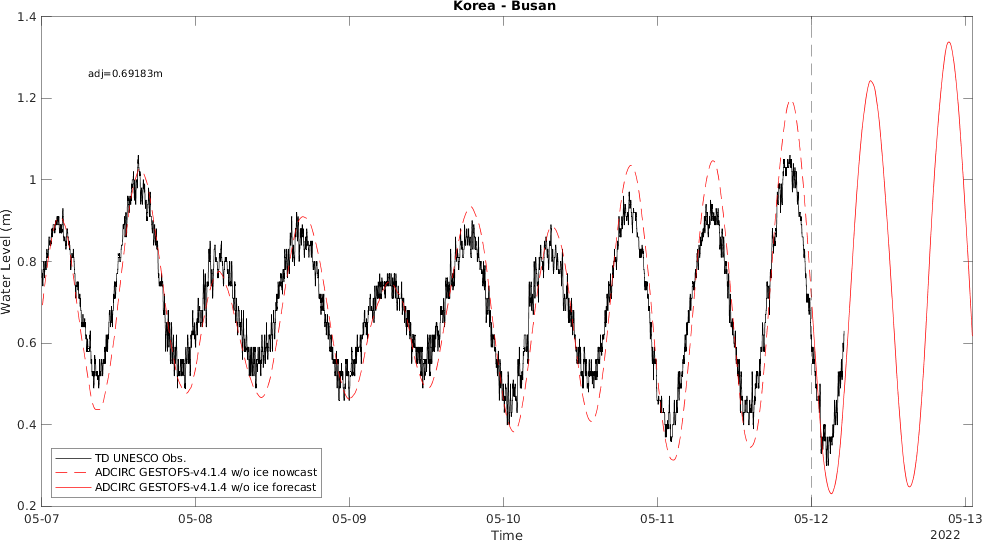 Korea - Busan
1.4
1.2
1
0.8
0.6
0.4
0.2
Water Level (m)
adj=0.69183m
TD UNESCO Obs.
ADCIRC GESTOFS-v4.1.4 w/o ice nowcast
ADCIRC GESTOFS-v4.1.4 w/o ice forecast
05-07 05-08 05-09 05-10 05-11 05-12 05-13
Time
2022